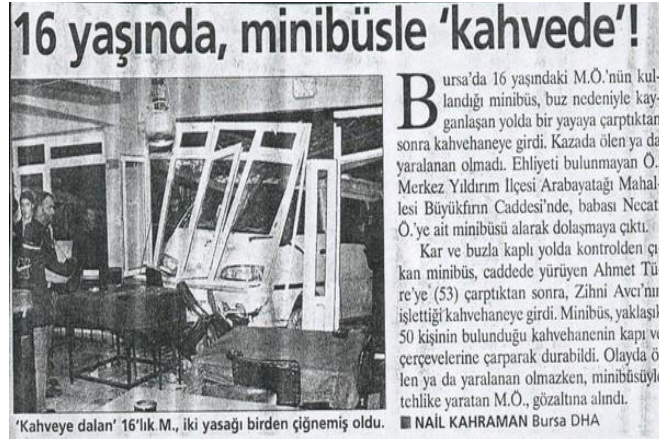 16 yaşında, minibüsle 'kahvede'!
Bursa'da 16 yaşındaki M.Ö.'nün kul-
landığı minibüs, buz nedeniyle kay-
ganlaşan yolda bir yayaya çarptıktan
sonra kahvehaneye girdi. Kazada ölen ya da
yaralanan olmadı. Ehliyeti bulunmayan Ö.
Merkez Yıldırım İlçesi Arabayatağı Mahal-
lesi Büyükfırın Caddesi'nde, babası Necat
Ö.'ye ait minibüsü alarak dolaşmaya çıktı.
Kar ve buzla kaplı yolda kontrolden çı-
kan minibüs, caddede yürüyen Ahmet Tü
re'ye (53) çarptıktan sonra, Zihni Avcı'nın
işlettiği kahvehaneye girdi. Minibüs, yaklaşık
50 kişinin bulunduğu kahvehanenin kapı ve
çerçevelerine çarparak durabildi. Olayda ö
len ya da yaralanan olmazken, minibüsüyle
tehlike yaratan M.Ö., gözaltına alındı.
NAİL KAHRAMAN Bursa DHA
'Kahveye dalan' 16'lık M., iki yasağı birden çiğnemiş oldu.